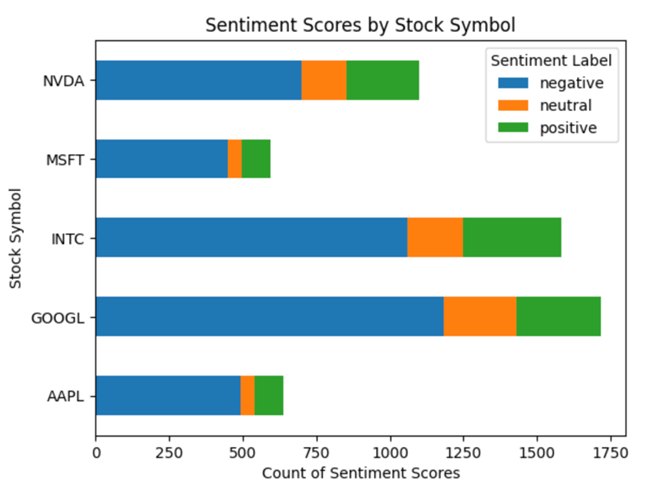 Sentiment Scores by Stock Symbol
Sentiment Label
negative
neutral
positive
NVDA
MSFT
INTC
GOOGL
AAPL
Stock Symbol
0 250 500 750 1000 1250 1500 1750
Count of Sentiment Scores